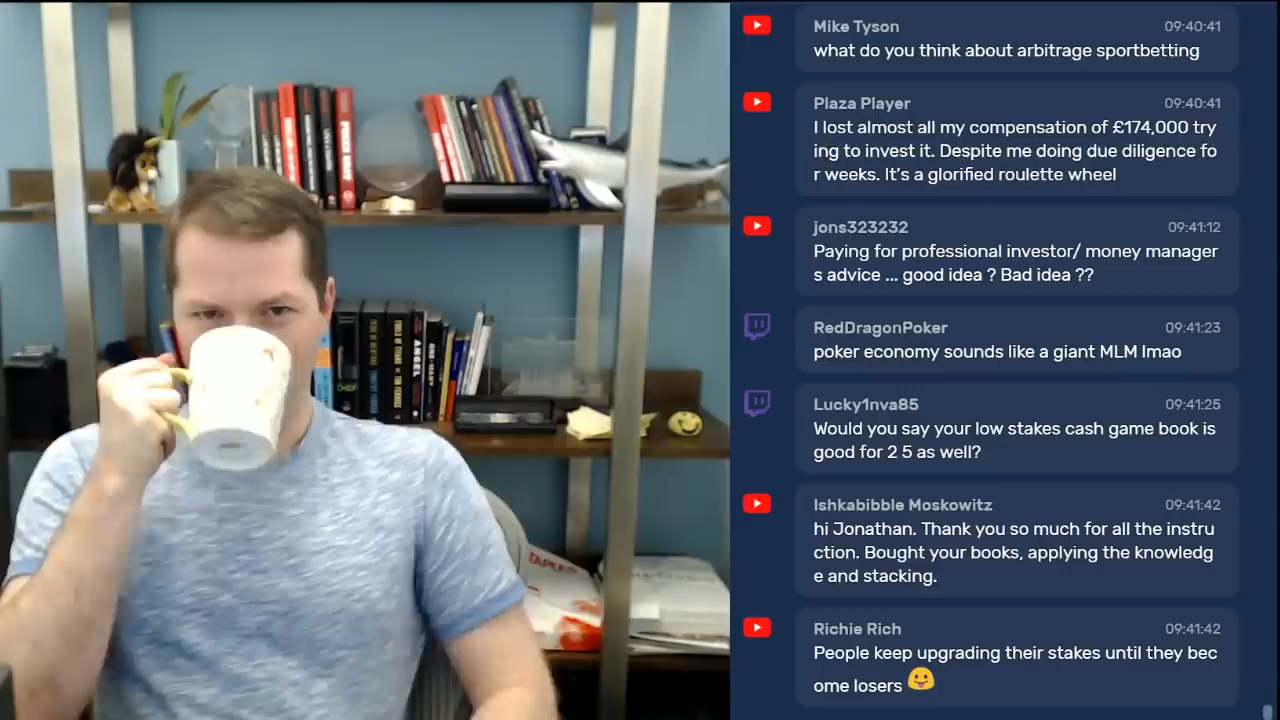 Mike Tyson 09:40:41
what do you think about arbitrage sportbetting
Plaza Player 09:40:41
I lost almost all my compensation of £174,000 try
ing to invest it. Despite me doing due diligence fo
r weeks. It's a glorified roulette wheel
jons323232 09:41:12
Paying for professional investor/ money manager
s advice ... good idea ? Bad idea ??
RedDragonPoker 09:41:23
poker economy sounds like a giant MLM lmao
Lucky1nva85 09:41:25
Would you say your low stakes cash game book is
good for 2 5 as well?
Ishkabibble Moskowitz 09:41:42
hi Jonathan. Thank you so much for all the instru
ction. Bought your books, applying the knowledg
e and stacking.
Richie Rich 09:41:42
People keep upgrading their stakes until they bec
ome losers 😛
ANGEL
STAPLES